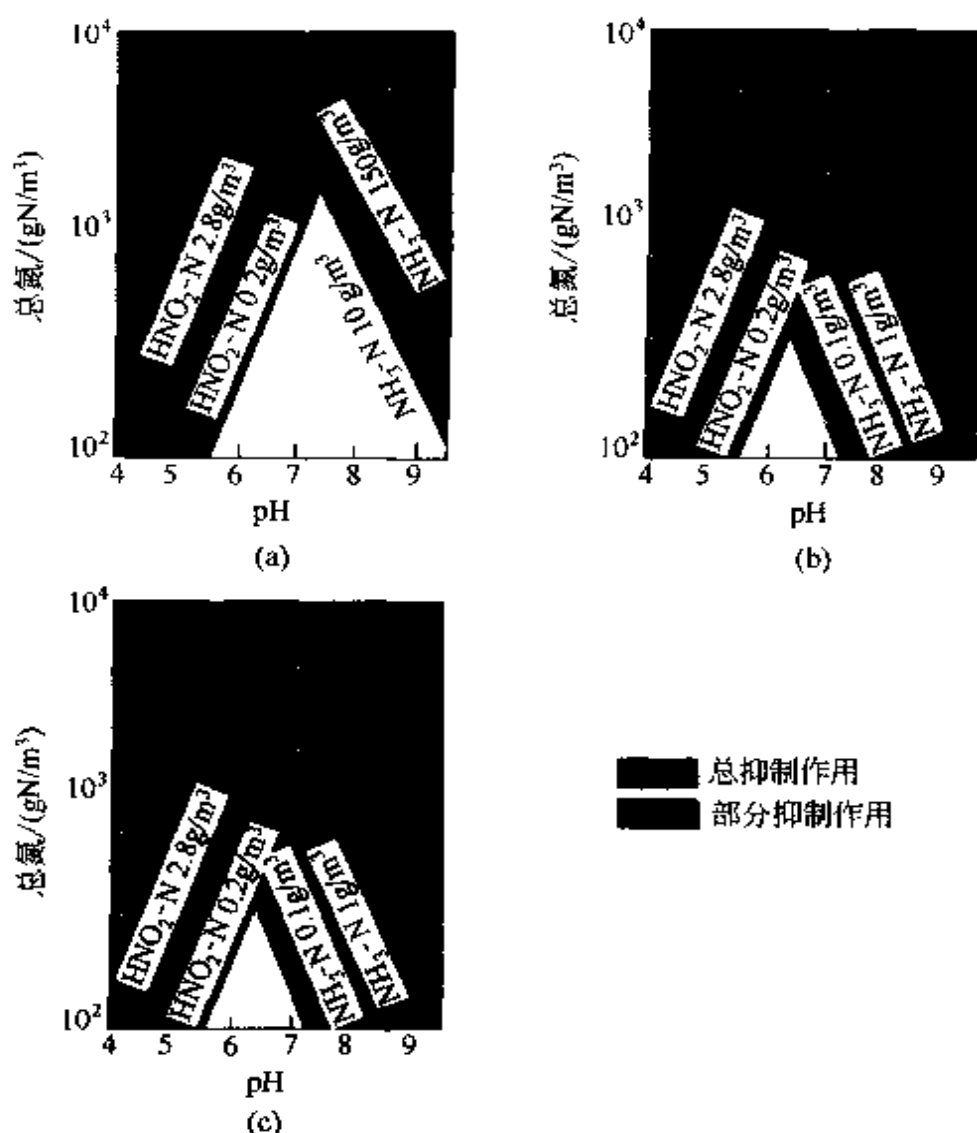 10⁴
10³
10²
总氮/(gN/m³)
HNO₂-N 2.8g/m³
HNO₂-N 0 2g/m³
NH₃-N 10 g/m³
NH₃-N 150g/m³
4 5 6 7 8 9
pH
(a)
10⁴
10³
10²
总氮/(gN/m³)
HNO₂-N 2.8g/m³
HNO₂-N 0.2g/m³
NH₃-N 0.1g/m³
NH₃-N 1g/m³
4 5 6 7 8 9
pH
(b)
10⁴
10³
10²
总氮/(gN/m³)
HNO₂-N 2.8g/m³
HNO₂-N 0.2g/m³
NH₃-N 0.1g/m³
NH₃-N 1g/m³
4 5 6 7 8 9
pH
(c)
总抑制作用
部分抑制作用